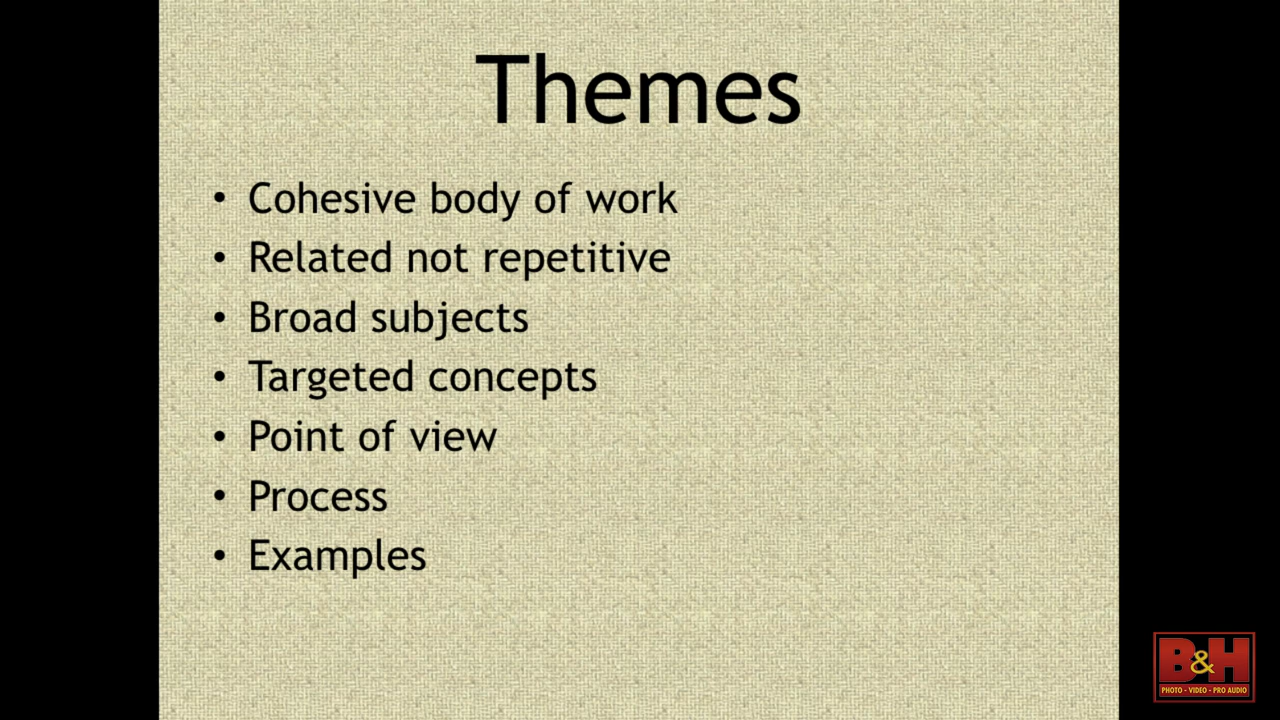 Themes
• Cohesive body of work
• Related not repetitive
• Broad subjects
• Targeted concepts
• Point of view
• Process
• Examples
B&H
PHOTO - VIDEO - PRO AUDIO